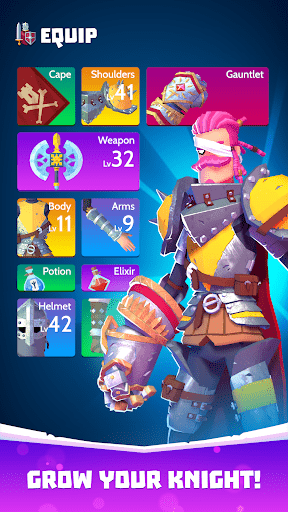 EQUIP
Cape
Shoulders
Lv 41
Gauntlet
Weapon
Lv 32
Body
Lv 11
Arms
Lv 9
Potion
Elixir
Helmet
Lv 42
GROW YOUR KNIGHT!